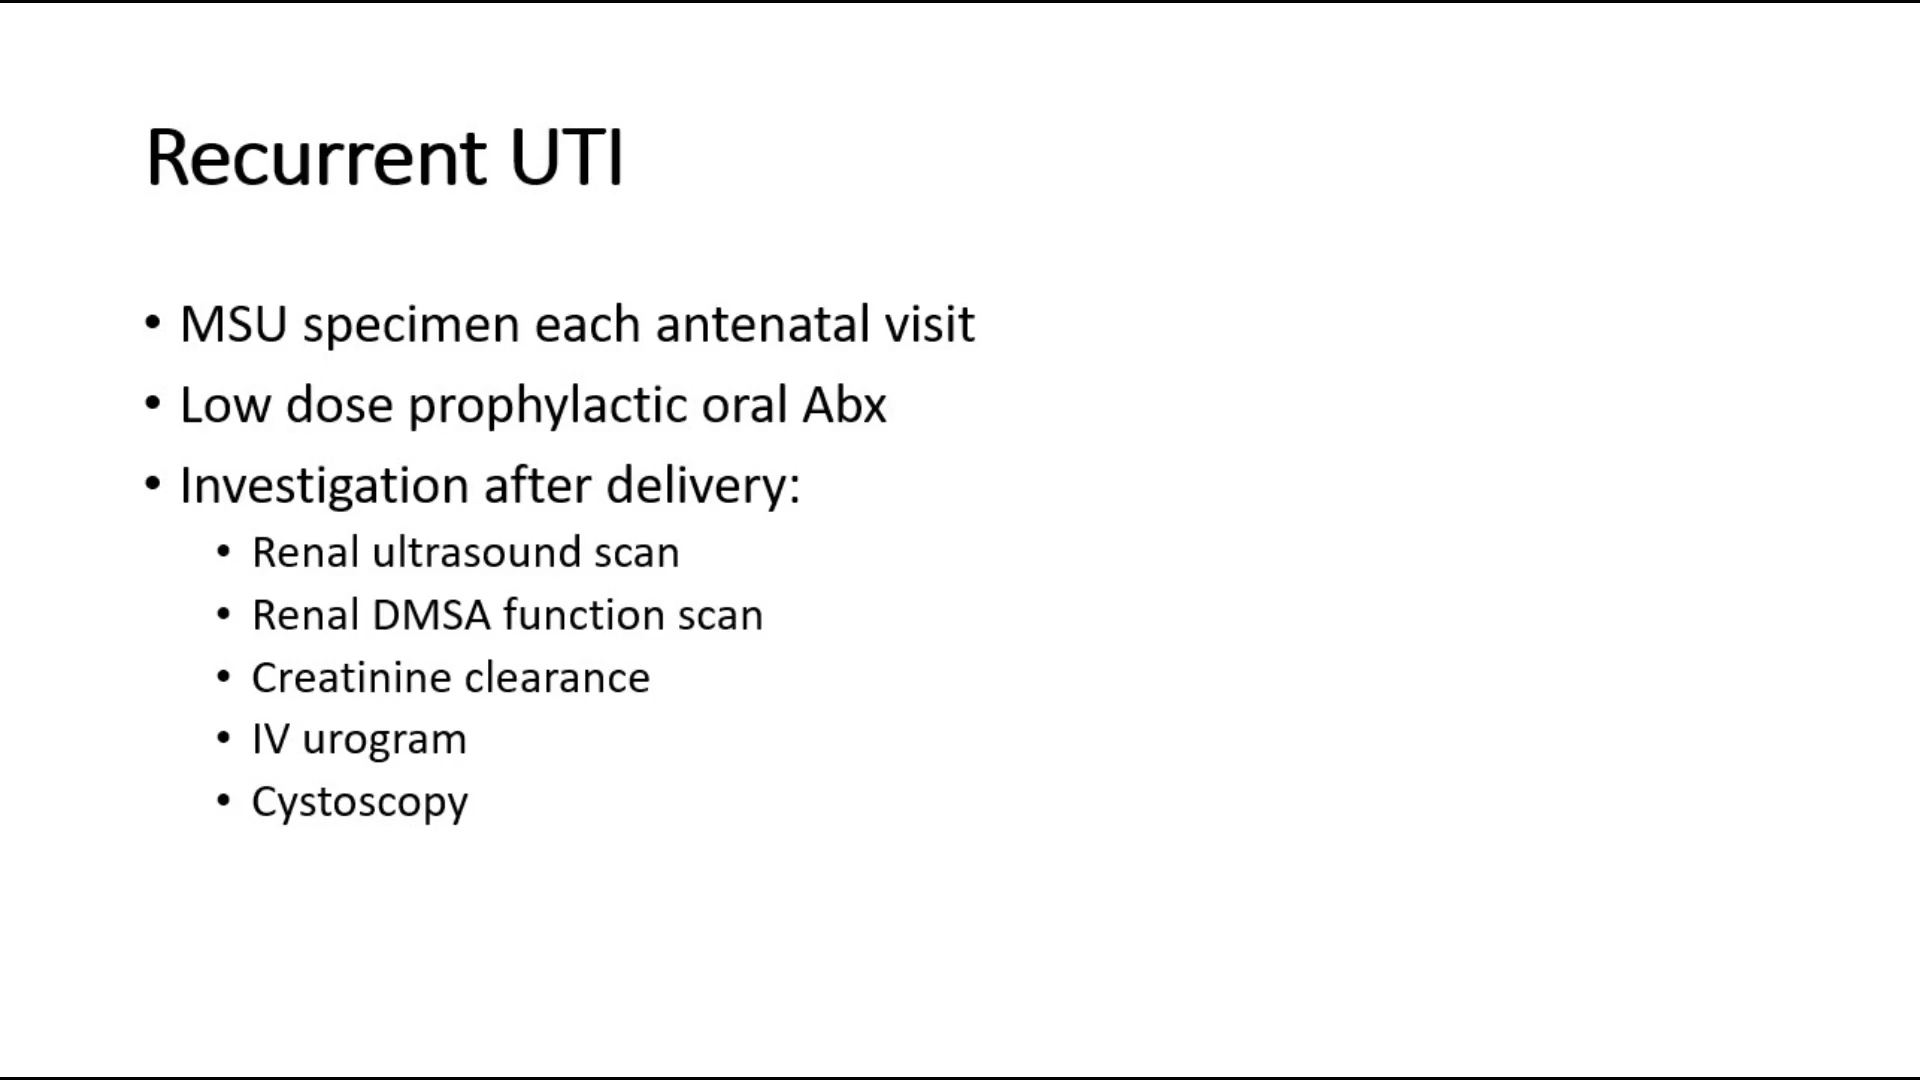 Recurrent UTI
• MSU specimen each antenatal visit
• Low dose prophylactic oral Abx
• Investigation after delivery:
• Renal ultrasound scan
• Renal DMSA function scan
• Creatinine clearance
• IV urogram
• Cystoscopy